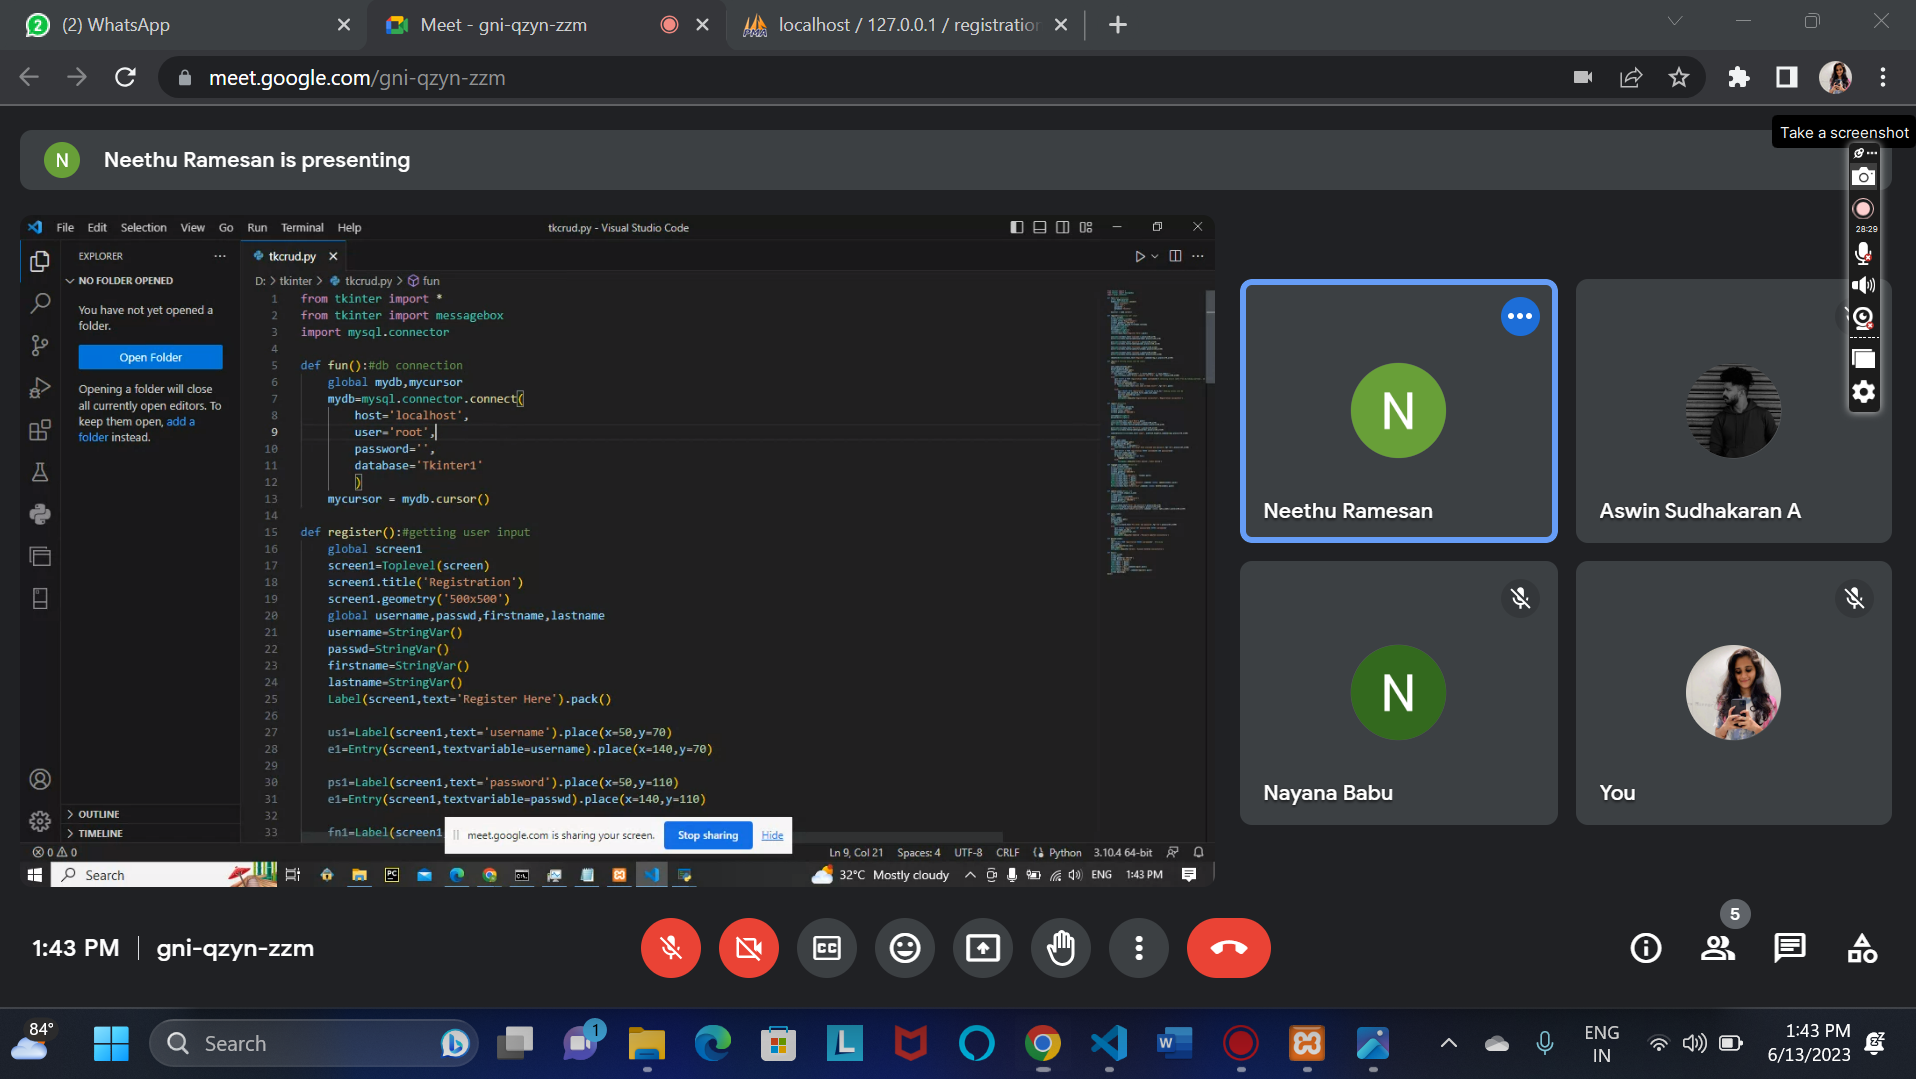 (2) WhatsApp
Meet - gni-qzyn-zzm
localhost / 127.0.0.1 / registration
meet.google.com/gni-qzyn-zzm
Take a screenshot
N Neethu Ramesan is presenting
28:29
File Edit Selection View Go Run Terminal Help
tkcrud.py - Visual Studio Code
EXPLORER
tkcrud.py
NO FOLDER OPENED
You have not yet opened a
folder.
Open Folder
Opening a folder will close
all currently open editors. To
keep them open, add a
folder instead.
OUTLINE
TIMELINE
D: > tkinter > tkcrud.py > fun
1 from tkinter import *
2 from tkinter import messagebox
3 import mysql.connector
4
5 def fun():#db connection
6 global mydb,mycursor
7 mydb=mysql.connector.connect(
8 host='localhost',
9 user='root',
10 password='',
11 database='Tkinter1'
12 )
13 mycursor = mydb.cursor()
14
15 def register():#getting user input
16 global screen1
17 screen1=Toplevel(screen)
18 screen1.title('Registration')
19 screen1.geometry('500x500')
20 global username,passwd,firstname,lastname
21 username=StringVar()
22 passwd=StringVar()
23 firstname=StringVar()
24 lastname=StringVar()
25 Label(screen1,text='Register Here').pack()
26
27 us1=Label(screen1,text='username').place(x=50,y=70)
28 e1=Entry(screen1,textvariable=username).place(x=140,y=70)
29
30 ps1=Label(screen1,text='password').place(x=50,y=110)
31 e1=Entry(screen1,textvariable=passwd).place(x=140,y=110)
32
33 fn1=Label(screen1
meet.google.com is sharing your screen. Stop sharing Hide
0 0
Ln 9, Col 21 Spaces: 4 UTF-8 CRLF Python 3.10.4 64-bit
Search
PC
32°C Mostly cloudy
ENG 1:43 PM
N
Neethu Ramesan
Aswin Sudhakaran A
N
Nayana Babu
You
1:43 PM | gni-qzyn-zzm
CC
5
84°
Search
1
L
W
ENG
IN
1:43 PM
6/13/2023